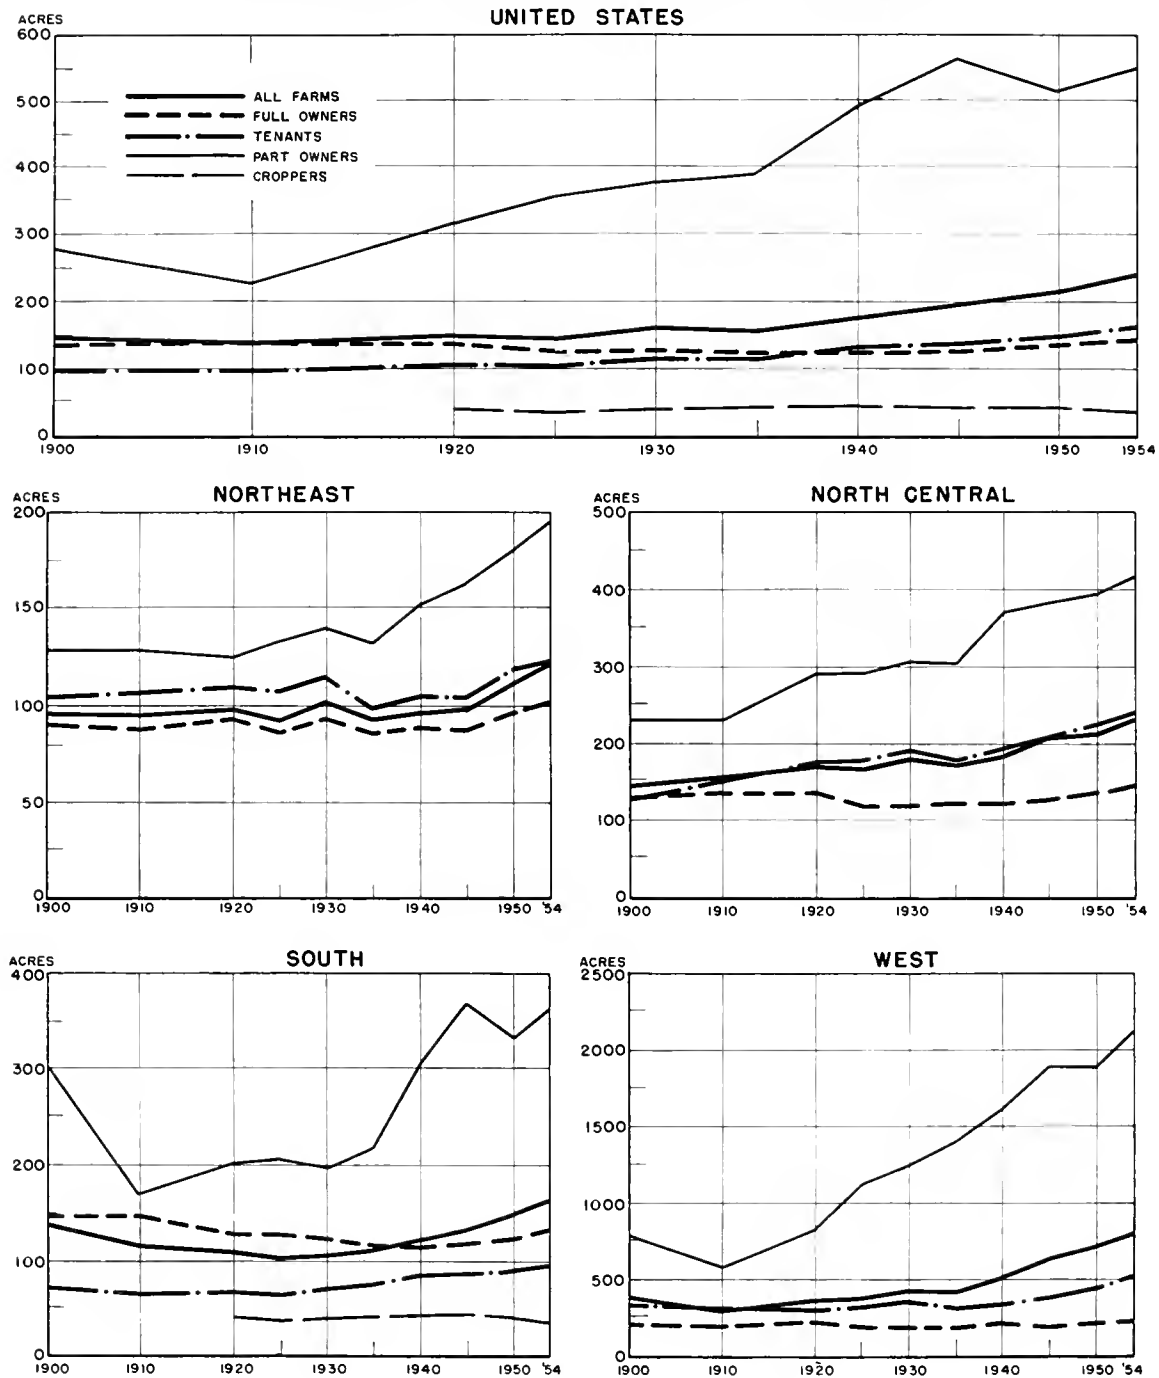 UNITED STATES
ACRES
600
500
400
300
200
100
0
ALL FARMS
FULL OWNERS
TENANTS
PART OWNERS
CROPPERS
1900 1910 1920 1930 1940 1950 1954
NORTHEAST
ACRES
200
150
100
50
0
1900 1910 1920 1930 1940 1950 '54
NORTH CENTRAL
ACRES
500
400
300
200
100
0
1900 1910 1920 1930 1940 1950 '54
SOUTH
ACRES
400
300
200
100
0
1900 1910 1920 1930 1940 1950 '54
WEST
ACRES
2500
2000
1500
1000
500
0
1900 1910 1920 1930 1940 1950 '54